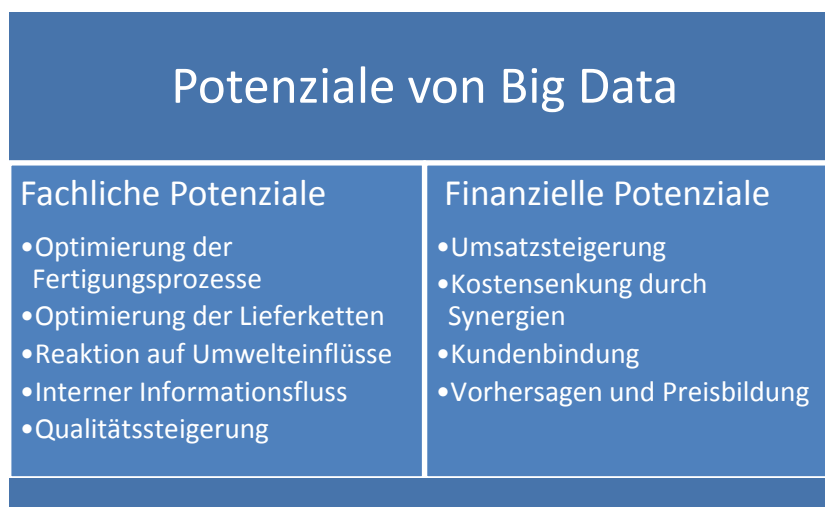 Potenziale von Big Data
Fachliche Potenziale
•Optimierung der
Fertigungsprozesse
•Optimierung der Lieferketten
•Reaktion auf Umwelteinflüsse
•Interner Informationsfluss
•Qualitätssteigerung
Finanzielle Potenziale
•Umsatzsteigerung
•Kostensenkung durch
Synergien
•Kundenbindung
•Vorhersagen und Preisbildung